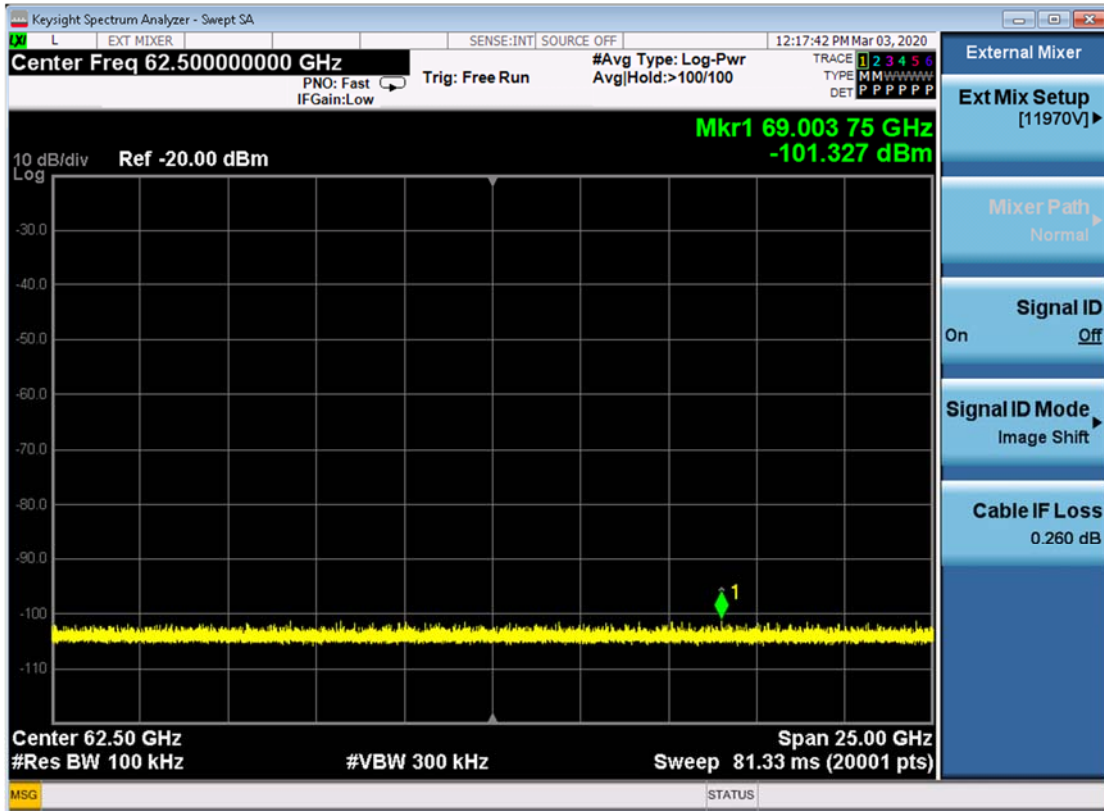 Keysight Spectrum Analyzer - Swept SA
LXI L EXT MIXER SENSE:INT SOURCE OFF 12:17:42 PM Mar 03, 2020
Center Freq 62.500000000 GHz
PNO: Fast
IFGain:Low
Trig: Free Run
#Avg Type: Log-Pwr
Avg|Hold:>100/100
TRACE 1 2 3 4 5 6
TYPE M M W W W W
DET P P P P P P
Mkr1 69.003 75 GHz
-101.327 dBm
10 dB/div Ref -20.00 dBm
Log
-30.0
-40.0
-50.0
-60.0
-70.0
-80.0
-90.0
-100
-110
1
Center 62.50 GHz
Span 25.00 GHz
#Res BW 100 kHz
#VBW 300 kHz
Sweep 81.33 ms (20001 pts)
MSG
STATUS
External Mixer
Ext Mix Setup
[11970V]
Mixer Path
Normal
Signal ID
On Off
Signal ID Mode
Image Shift
Cable IF Loss
0.260 dB